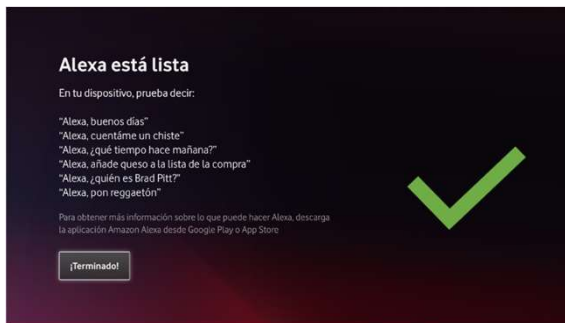 Alexa está lista
En tu dispositivo, prueba decir:
"Alexa, buenos días"
"Alexa, cuentáme un chiste"
"Alexa, ¿qué tiempo hace mañana?"
"Alexa, añade queso a la lista de la compra"
"Alexa, ¿quién es Brad Pitt?"
"Alexa, pon reggaetón"
Para obtener más información sobre lo que puede hacer Alexa, descarga
la aplicación Amazon Alexa desde Google Play o App Store
¡Terminado!